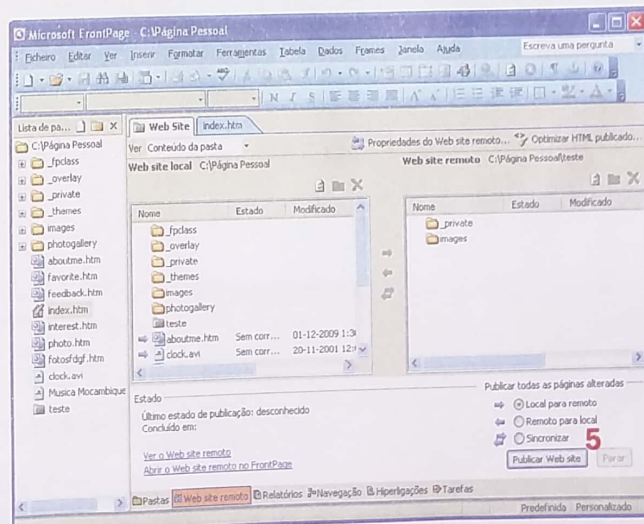 Microsoft FrontPage - C:\Página Pessoal
Ficheiro Editar Ver Inserir Formatar Ferramentas Tabela Dados Frames Janela Ajuda
Escreva uma pergunta
N I S
Lista de pa...
Web Site
index.htm
C:\Página Pessoal
_fpclass
_overlay
_private
_themes
images
photogallery
aboutme.htm
favorite.htm
feedback.htm
index.htm
interest.htm
photo.htm
fotosfdgf.htm
clock.avi
Musica Mocambique
teste
Ver Conteúdo da pasta
Propriedades do Web site remoto...
Optimizar HTML publicado...
Web site local C:\Página Pessoal
Nome Estado Modificado
_fpclass
_overlay
_private
_themes
images
photogallery
teste
aboutme.htm Sem corr... 01-12-2009 1:3
clock.avi Sem corr... 20-11-2001 12:
Web site remoto C:\Página Pessoal\teste
Nome Estado Modificado
_private
images
Estado
Último estado de publicação: desconhecido
Concluído em:
Ver o Web site remoto
Abrir o Web site remoto no FrontPage
Publicar todas as páginas alteradas
Local para remoto
Remoto para local
Sincronizar
5
Publicar Web site
Parar
Pastas Web site remoto Relatórios Navegação Hiperligações Tarefas
Predefinida Personalizado